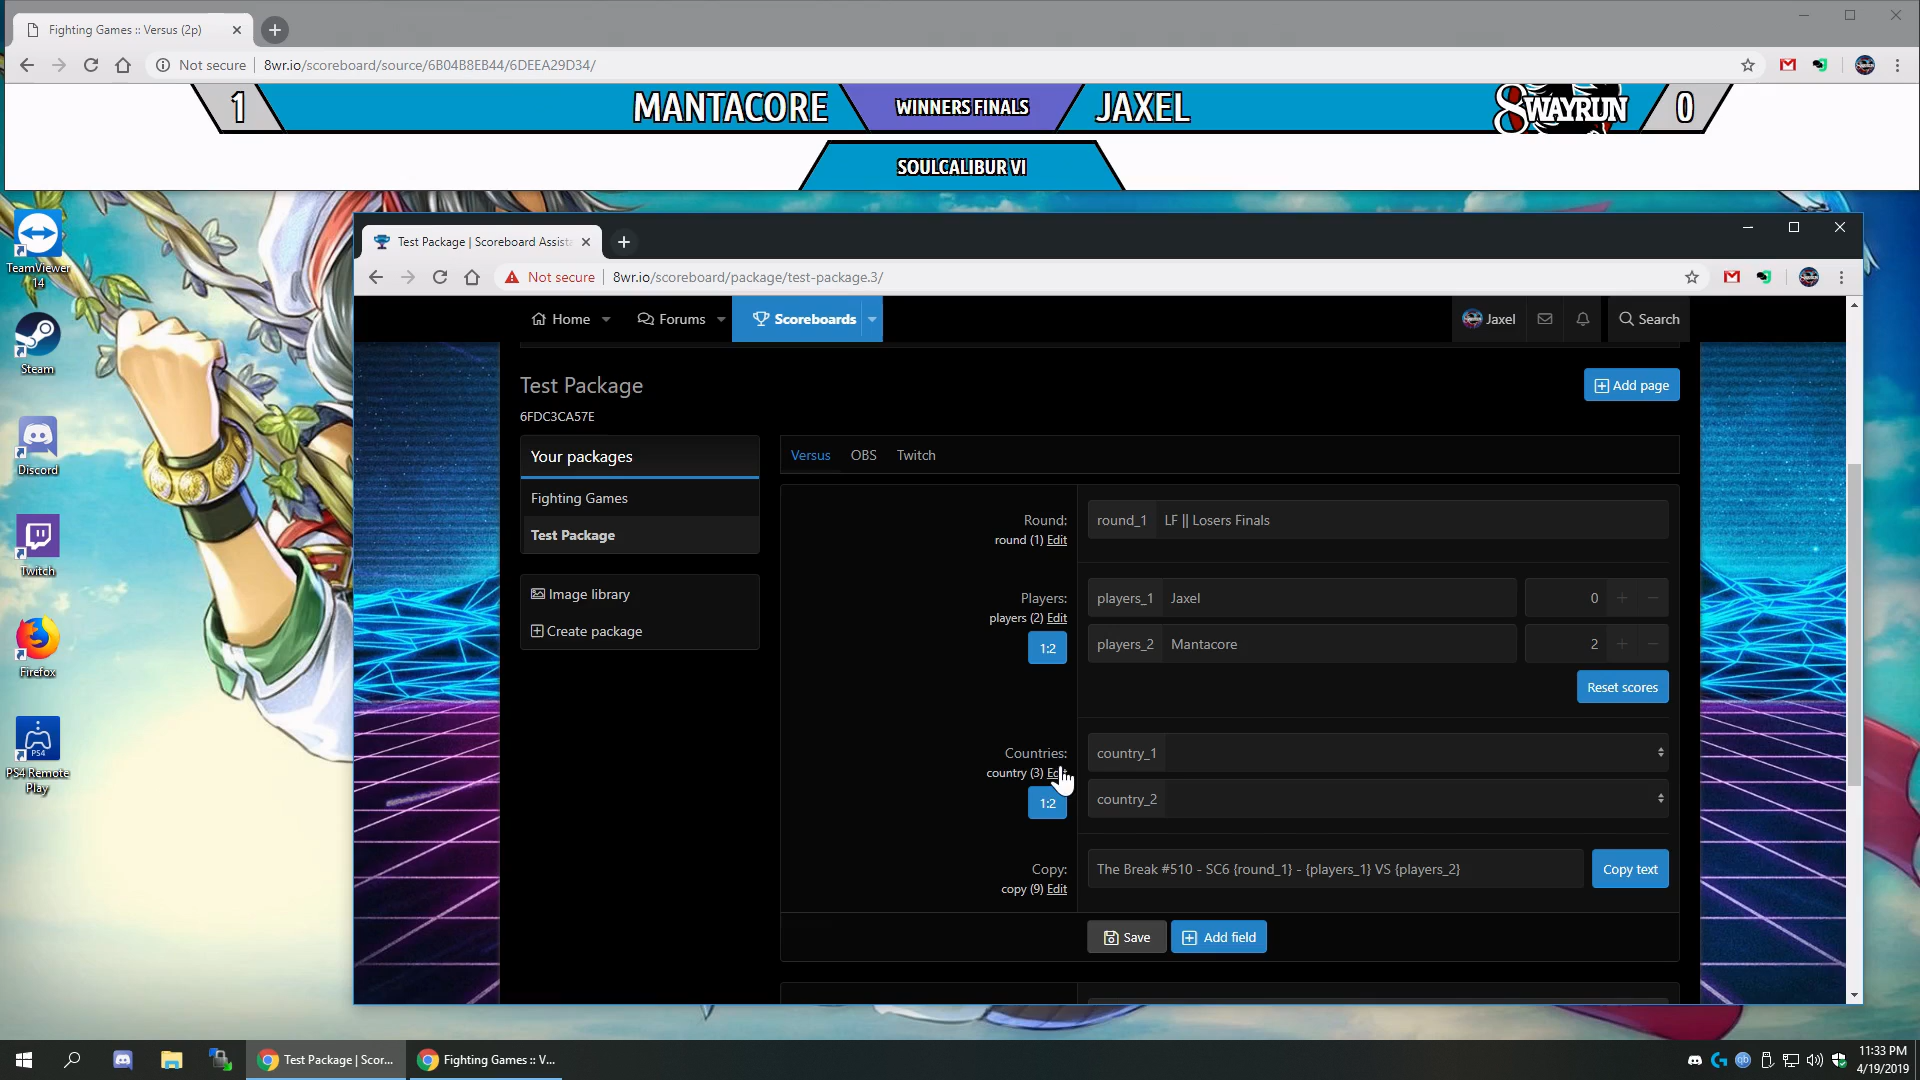 Fighting Games :: Versus (2p)
Not secure 8wr.io/scoreboard/source/6B04B8EB44/6DEEA29D34/
1 MANTACORE WINNERS FINALS JAXEL 8WAYRUN 0
SOULCALIBUR VI
TeamViewer 14
Steam
Discord
Twitch
Firefox
PS4
PS4 Remote Play
Test Package | Scoreboard Assist
Not secure 8wr.io/scoreboard/package/test-package.3/
Home Forums Scoreboards Jaxel Search
Test Package Add page
6FDC3CA57E
Your packages
Fighting Games
Test Package
Image library
Create package
Versus OBS Twitch
Round: round_1 LF || Losers Finals
round (1) Edit
Players: players_1 Jaxel 0 + −
players (2) Edit
1:2 players_2 Mantacore 2 + −
Reset scores
Countries: country_1
country (3) Edit
1:2 country_2
Copy: The Break #510 - SC6 {round_1} - {players_1} VS {players_2} Copy text
copy (9) Edit
Save Add field
Test Package | Scor... Fighting Games :: V...
11:33 PM
4/19/2019